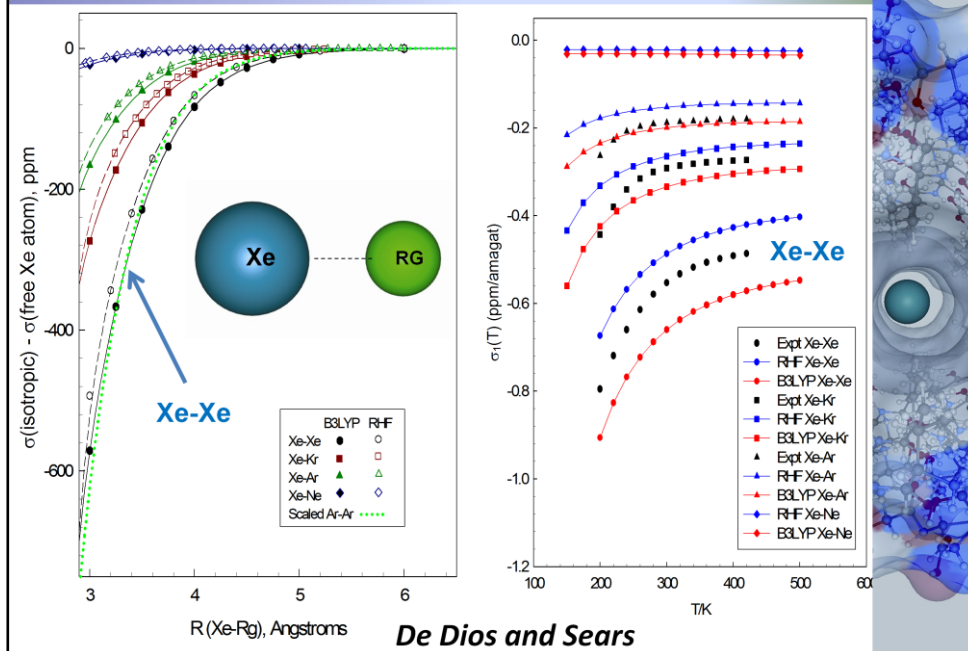 0
-200
-400
-600
3 4 5 6
σ(isotropic) - σ(free Xe atom), ppm
R (Xe-Rg), Angstroms
Xe
RG
Xe-Xe
B3LYP RHF
Xe-Xe
Xe-Kr
Xe-Ar
Xe-Ne
Scaled Ar-Ar
0.0
-0.2
-0.4
-0.6
-0.8
-1.0
-1.2
100 200 300 400 500 600
σ1(T) (ppm/amagat)
T/K
Xe-Xe
Expt Xe-Xe
RHF Xe-Xe
B3LYP Xe-Xe
Expt Xe-Kr
RHF Xe-Kr
B3LYP Xe-Kr
Expt Xe-Ar
RHF Xe-Ar
B3LYP Xe-Ar
RHF Xe-Ne
B3LYP Xe-Ne
De Dios and Sears